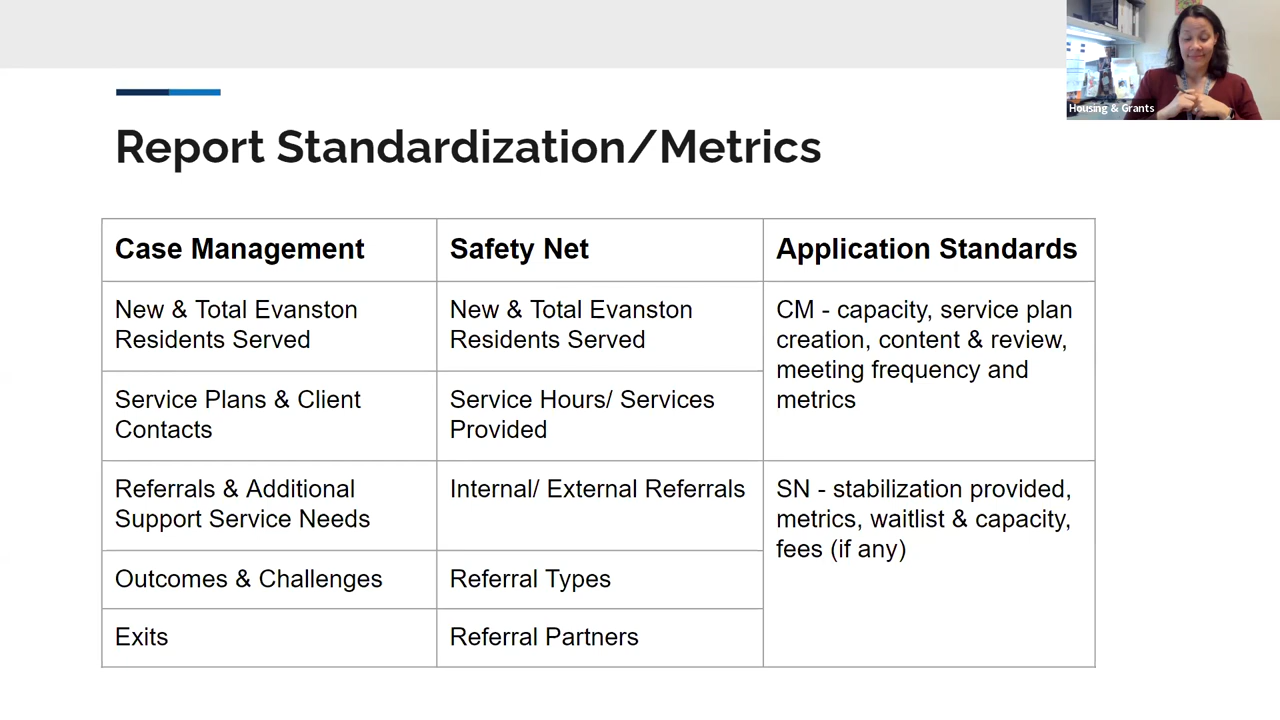 Housing & Grants
Report Standardization/Metrics
Case Management
Safety Net
Application Standards
New & Total Evanston
Residents Served
New & Total Evanston
Residents Served
CM - capacity, service plan
creation, content & review,
meeting frequency and
metrics
Service Plans & Client
Contacts
Service Hours/ Services
Provided
Referrals & Additional
Support Service Needs
Internal/ External Referrals
SN - stabilization provided,
metrics, waitlist & capacity,
fees (if any)
Outcomes & Challenges
Referral Types
Exits
Referral Partners